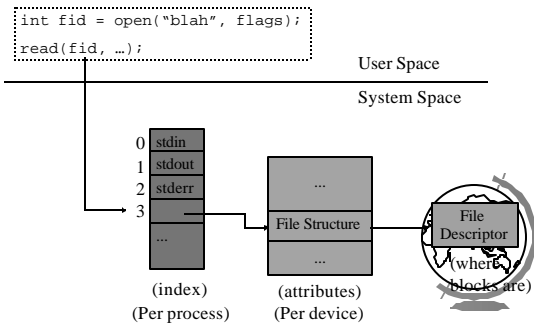 int fid = open("blah", flags);
read(fid, …);
User Space
System Space
0 stdin
1 stdout
2 stderr
3
...
...
File Structure
...
File
Descriptor
(where
blocks are)
(index)
(Per process)
(attributes)
(Per device)